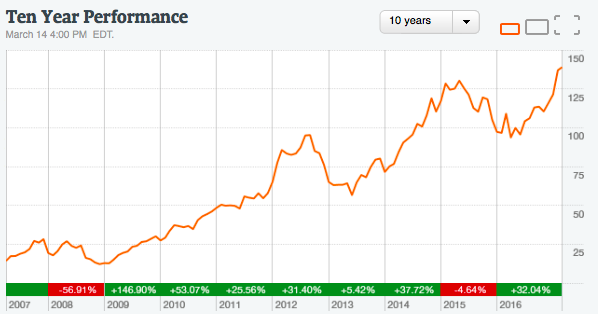 Ten Year Performance
March 14 4:00 PM EDT.
10 years
150
125
100
75
50
25
-56.91% +146.90% +53.07% +25.56% +31.40% +5.42% +37.72% -4.64% +32.04%
2007 2008 2009 2010 2011 2012 2013 2014 2015 2016